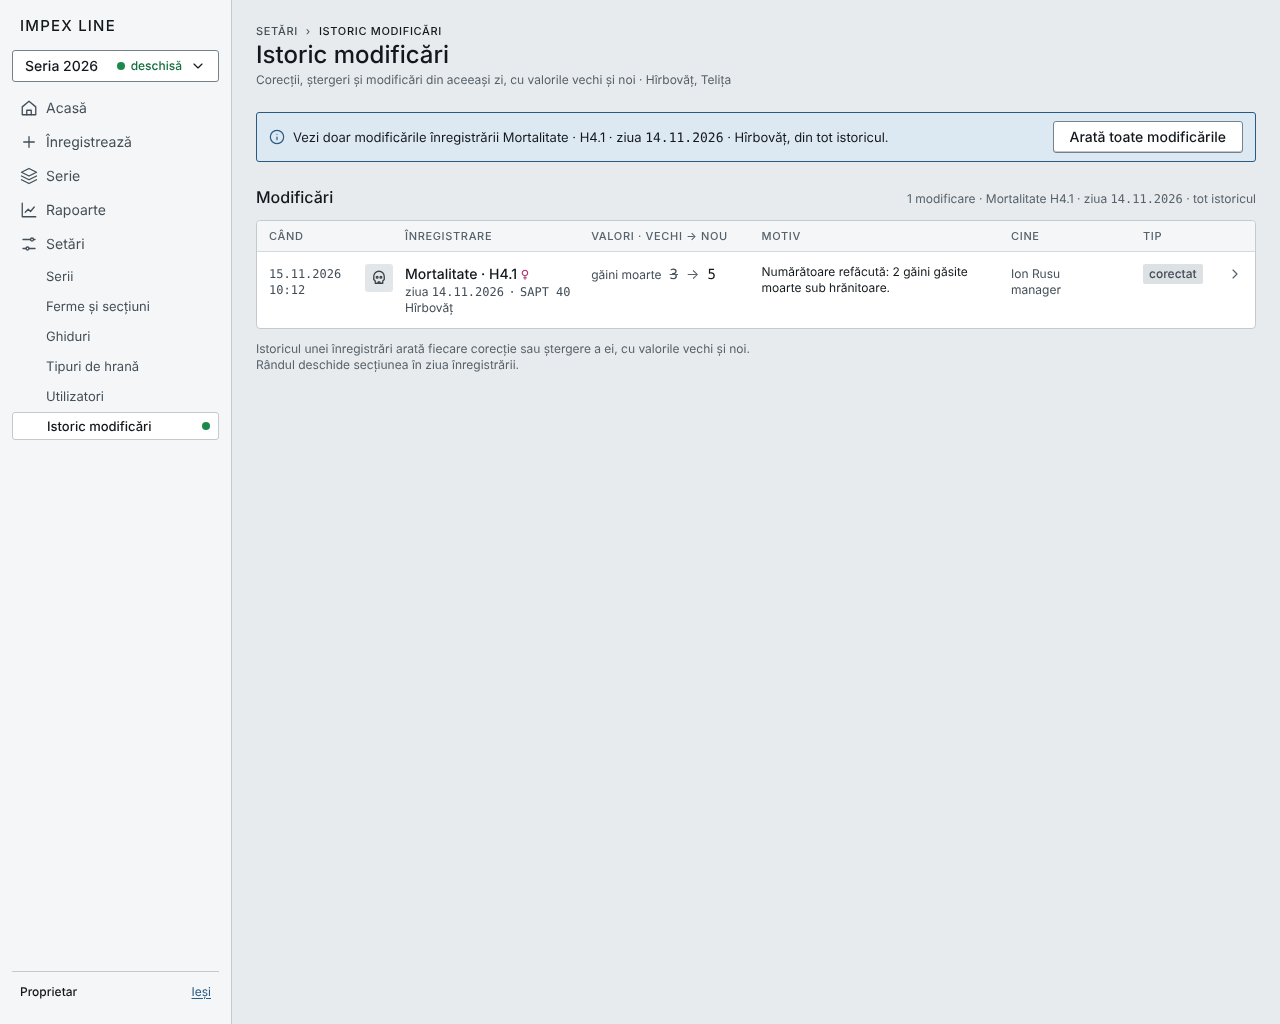 IMPEX LINE
Seria 2026 deschisă
Acasă
Înregistrează
Serie
Rapoarte
Setări
Serii
Ferme și secțiuni
Ghiduri
Tipuri de hrană
Utilizatori
Istoric modificări
Proprietar Ieși
SETĂRI › ISTORIC MODIFICĂRI
Istoric modificări
Corecții, ștergeri și modificări din aceeași zi, cu valorile vechi și noi · Hîrbovăț, Telița
Vezi doar modificările înregistrării Mortalitate · H4.1 · ziua 14.11.2026 · Hîrbovăț, din tot istoricul.
Arată toate modificările
Modificări
1 modificare · Mortalitate H4.1 · ziua 14.11.2026 · tot istoricul
CÂND ÎNREGISTRARE VALORI · VECHI → NOU MOTIV CINE TIP
15.11.2026
10:12
Mortalitate · H4.1 ♀
ziua 14.11.2026 · SAPT 40
Hîrbovăț
găini moarte 3 → 5
Numărătoare refăcută: 2 găini găsite
moarte sub hrănitoare.
Ion Rusu
manager
corectat
Istoricul unei înregistrări arată fiecare corecție sau ștergere a ei, cu valorile vechi și noi.
Rândul deschide secțiunea în ziua înregistrării.